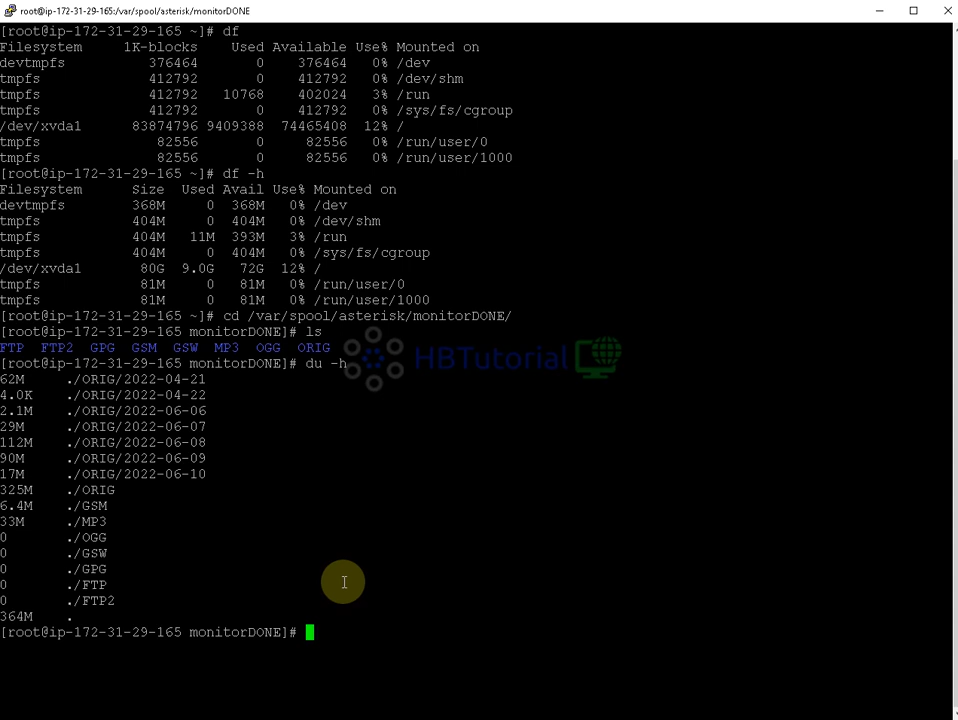 root@ip-172-31-29-165:/var/spool/asterisk/monitorDONE
[root@ip-172-31-29-165 ~]# df
Filesystem     1K-blocks    Used Available Use% Mounted on
devtmpfs          376464       0    376464   0% /dev
tmpfs             412792       0    412792   0% /dev/shm
tmpfs             412792   10768    402024   3% /run
tmpfs             412792       0    412792   0% /sys/fs/cgroup
/dev/xvda1      83874796 9409388  74465408  12% /
tmpfs              82556       0     82556   0% /run/user/0
tmpfs              82556       0     82556   0% /run/user/1000
[root@ip-172-31-29-165 ~]# df -h
Filesystem      Size  Used Avail Use% Mounted on
devtmpfs        368M     0  368M   0% /dev
tmpfs           404M     0  404M   0% /dev/shm
tmpfs           404M   11M  393M   3% /run
tmpfs           404M     0  404M   0% /sys/fs/cgroup
/dev/xvda1       80G  9.0G   72G  12% /
tmpfs            81M     0   81M   0% /run/user/0
tmpfs            81M     0   81M   0% /run/user/1000
[root@ip-172-31-29-165 ~]# cd /var/spool/asterisk/monitorDONE/
[root@ip-172-31-29-165 monitorDONE]# ls
FTP  FTP2  GPG  GSM  GSW  MP3  OGG  ORIG
[root@ip-172-31-29-165 monitorDONE]# du -h
HBTutorial
62M     ./ORIG/2022-04-21
4.0K    ./ORIG/2022-04-22
2.1M    ./ORIG/2022-06-06
29M     ./ORIG/2022-06-07
112M    ./ORIG/2022-06-08
90M     ./ORIG/2022-06-09
17M     ./ORIG/2022-06-10
325M    ./ORIG
6.4M    ./GSM
33M     ./MP3
0       ./OGG
0       ./GSW
0       ./GPG
0       ./FTP
0       ./FTP2
364M    .
[root@ip-172-31-29-165 monitorDONE]#